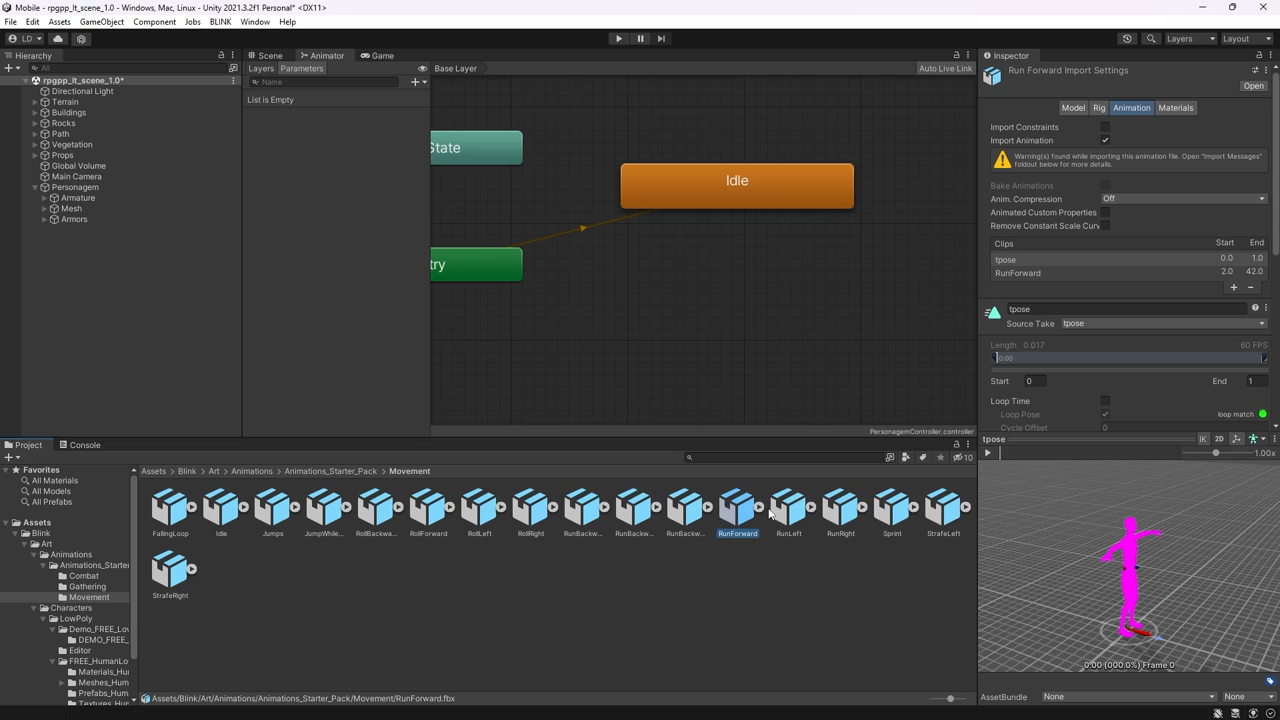 Mobile - rpgpp_lt_scene_1.0 - Windows, Mac, Linux - Unity 2021.3.2f1 Personal* <DX11>
File Edit Assets GameObject Component Jobs BLINK Window Help
LD Layers Layout
Hierarchy
All
rpgpp_lt_scene_1.0*
Directional Light
Terrain
Buildings
Rocks
Path
Vegetation
Props
Global Volume
Main Camera
Personagem
Armature
Mesh
Armors
Scene Animator Game
Layers Parameters
Name
List is Empty
Base Layer
Auto Live Link
State
Idle
try
PersonagemController.controller
Inspector
Run Forward Import Settings
Open
Model Rig Animation Materials
Import Constraints
Import Animation
Warning(s) found while importing this animation file. Open "Import Messages" foldout below for more details.
Bake Animations
Anim. Compression Off
Animated Custom Properties
Remove Constant Scale Curv
Clips Start End
tpose 0.0 1.0
RunForward 2.0 42.0
tpose
Source Take tpose
Length 0.017 60 FPS
0:00
Start 0 End 1
Loop Time
Loop Pose loop match
Cycle Offset 0
tpose IK 2D
1.00x
0:00 (000.0%) Frame 0
AssetBundle None None
Project Console
10
Favorites
All Materials
All Models
All Prefabs
Assets
Blink
Art
Animations
Animations_Starter
Combat
Gathering
Movement
Characters
LowPoly
Demo_FREE_Lov
DEMO_FREE_
Editor
FREE_HumanLo
Materials_Hur
Meshes_Hum
Prefabs_Hum
Textures_Hum
Assets > Blink > Art > Animations > Animations_Starter_Pack > Movement
FallingLoop Idle Jumps JumpWhile... RollBackwa... RollForward RollLeft RollRight RunBackw... RunBackw... RunBackw... RunForward RunLeft RunRight Sprint StrafeLeft
StrafeRight
Assets/Blink/Art/Animations/Animations_Starter_Pack/Movement/RunForward.fbx